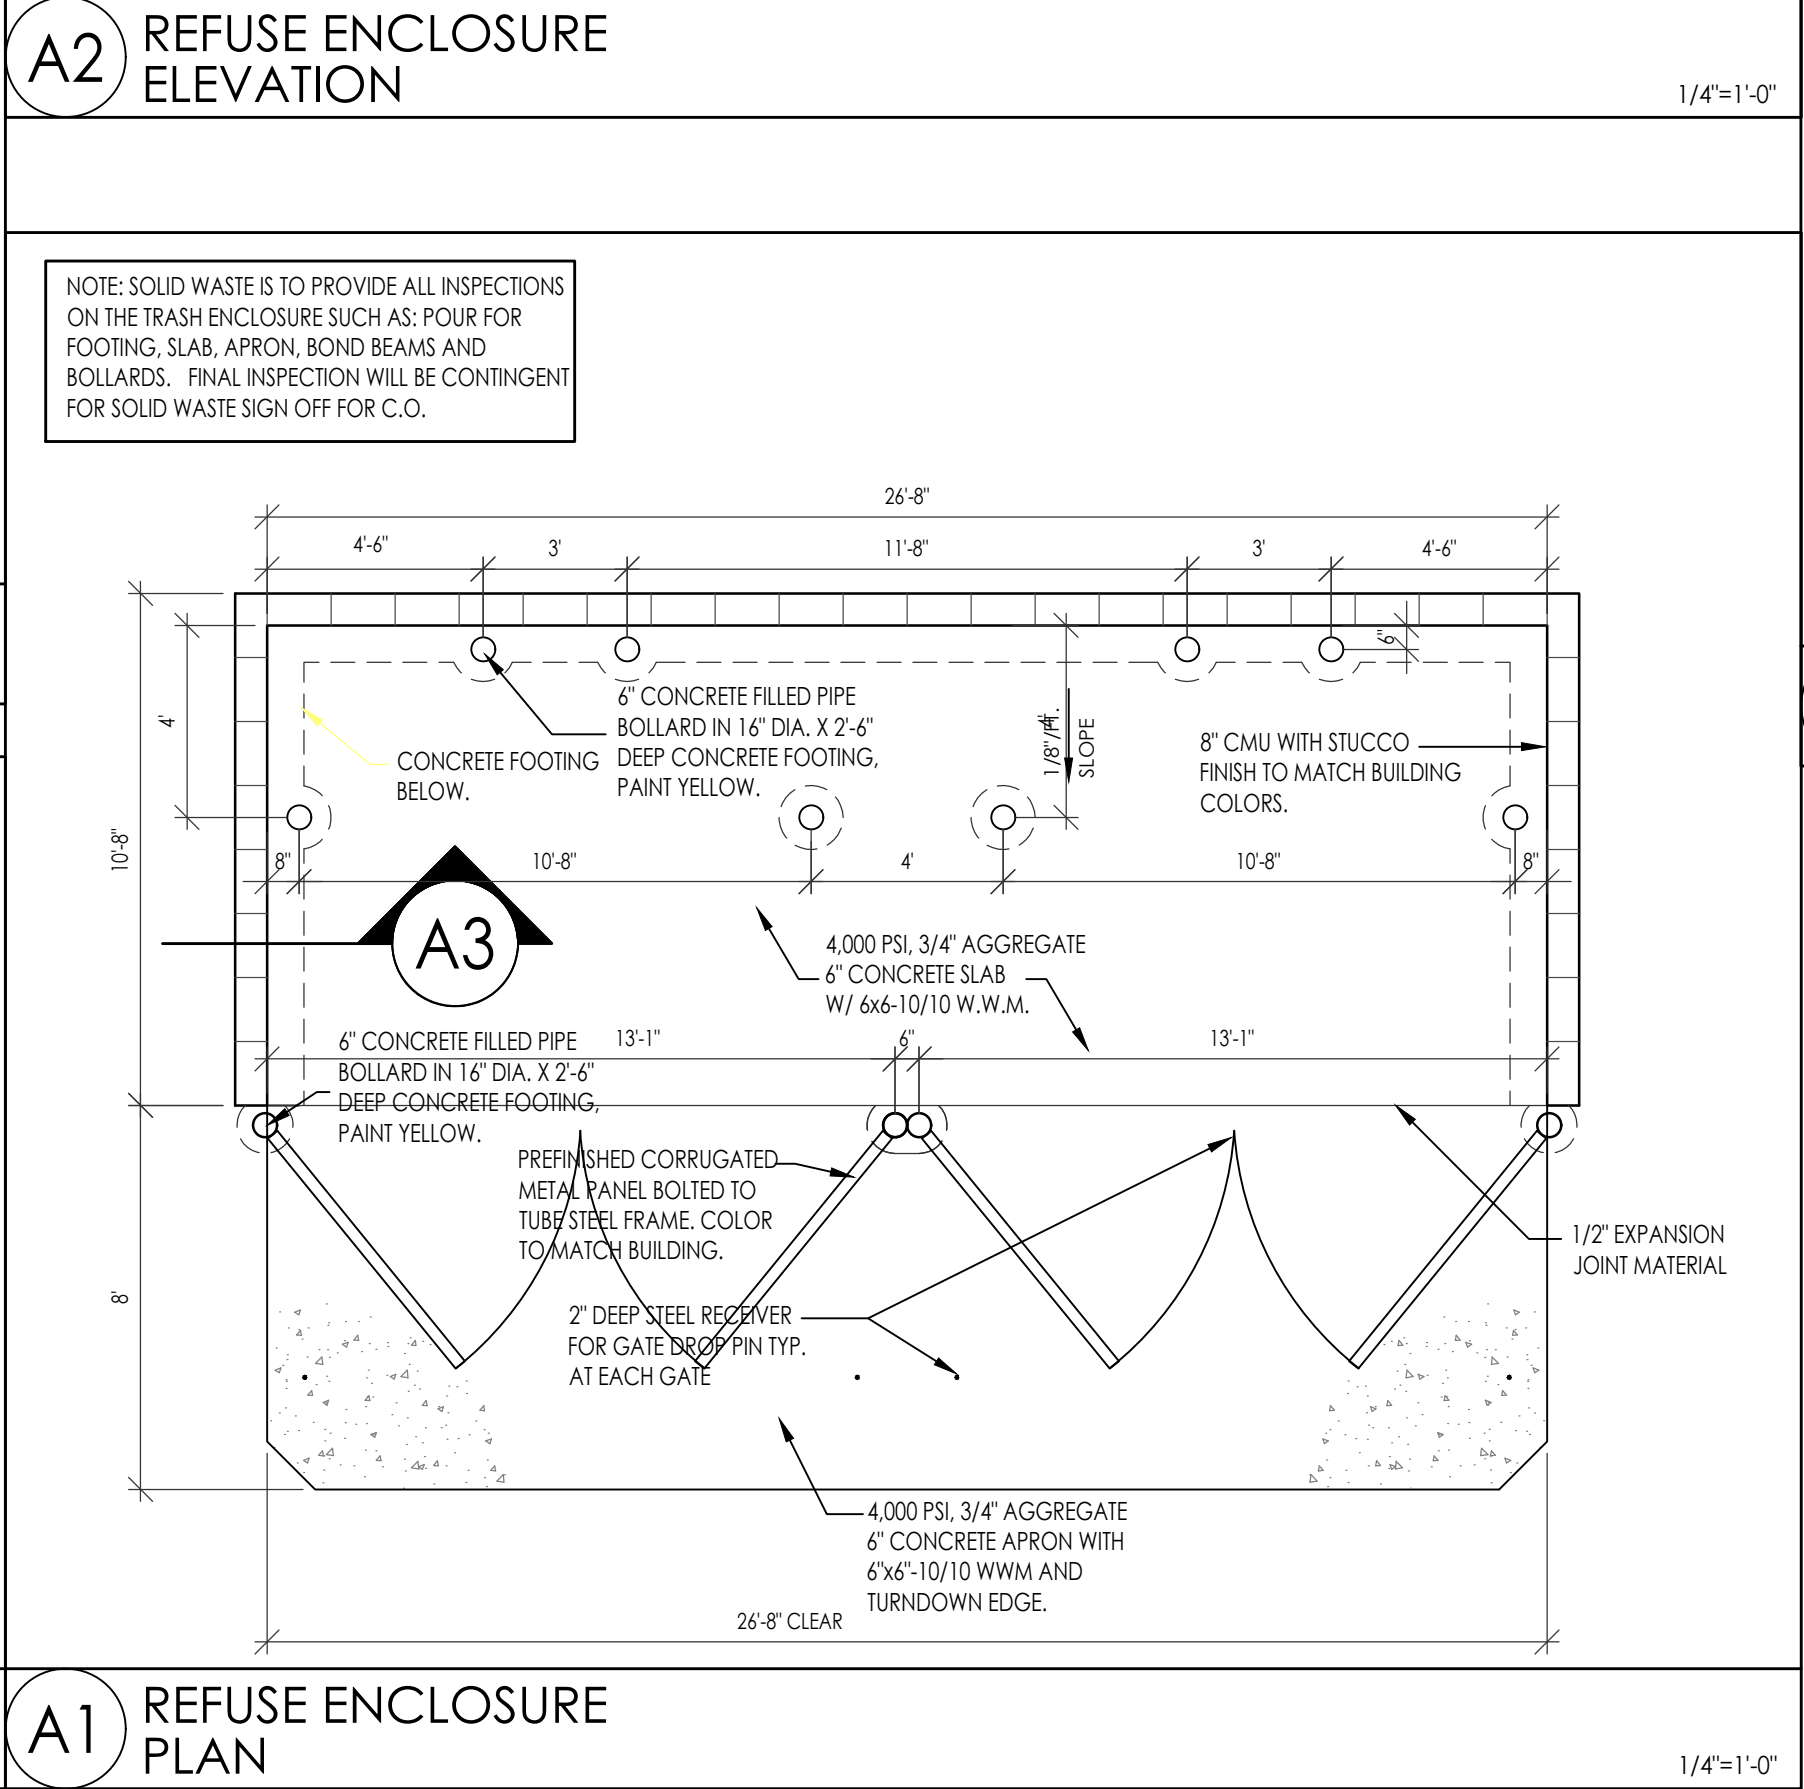 A2
REFUSE ENCLOSURE
ELEVATION
1/4"=1'-0"
NOTE: SOLID WASTE IS TO PROVIDE ALL INSPECTIONS
ON THE TRASH ENCLOSURE SUCH AS: POUR FOR
FOOTING, SLAB, APRON, BOND BEAMS AND
BOLLARDS. FINAL INSPECTION WILL BE CONTINGENT
FOR SOLID WASTE SIGN OFF FOR C.O.
26'-8"
4'-6"
3'
11'-8"
3'
4'-6"
6"
4'
10'-8"
8'
6" CONCRETE FILLED PIPE
BOLLARD IN 16" DIA. X 2'-6"
DEEP CONCRETE FOOTING,
PAINT YELLOW.
CONCRETE FOOTING
BELOW.
4'
1/8"/FT.
SLOPE
8" CMU WITH STUCCO
FINISH TO MATCH BUILDING
COLORS.
8"
10'-8"
4'
10'-8"
8"
A3
4,000 PSI, 3/4" AGGREGATE
6" CONCRETE SLAB
W/ 6x6-10/10 W.W.M.
13'-1"
6"
13'-1"
6" CONCRETE FILLED PIPE
BOLLARD IN 16" DIA. X 2'-6"
DEEP CONCRETE FOOTING,
PAINT YELLOW.
PREFINISHED CORRUGATED
METAL PANEL BOLTED TO
TUBE STEEL FRAME. COLOR
TO MATCH BUILDING.
1/2" EXPANSION
JOINT MATERIAL
2" DEEP STEEL RECEIVER
FOR GATE DROP PIN TYP.
AT EACH GATE
4,000 PSI, 3/4" AGGREGATE
6" CONCRETE APRON WITH
6"x6"-10/10 WWM AND
TURNDOWN EDGE.
26'-8" CLEAR
A1
REFUSE ENCLOSURE
PLAN
1/4"=1'-0"